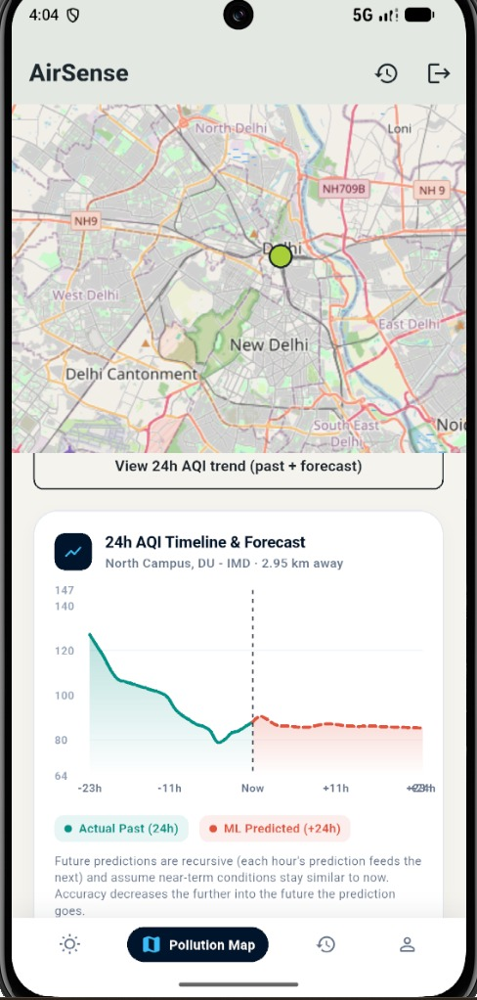 4:04
5G
AirSense
North Delhi
Loni
NH709B
NH 9
NH9
Delhi
West Delhi
East Delhi
New Delhi
Delhi Cantonment
South East
Delhi
View 24h AQI trend (past + forecast)
24h AQI Timeline & Forecast
North Campus, DU - IMD · 2.95 km away
147
140
120
100
80
64
-23h
-11h
Now
+11h
Actual Past (24h)
ML Predicted (+24h)
Future predictions are recursive (each hour's prediction feeds the
next) and assume near-term conditions stay similar to now.
Accuracy decreases the further into the future the prediction
goes.
Pollution Map